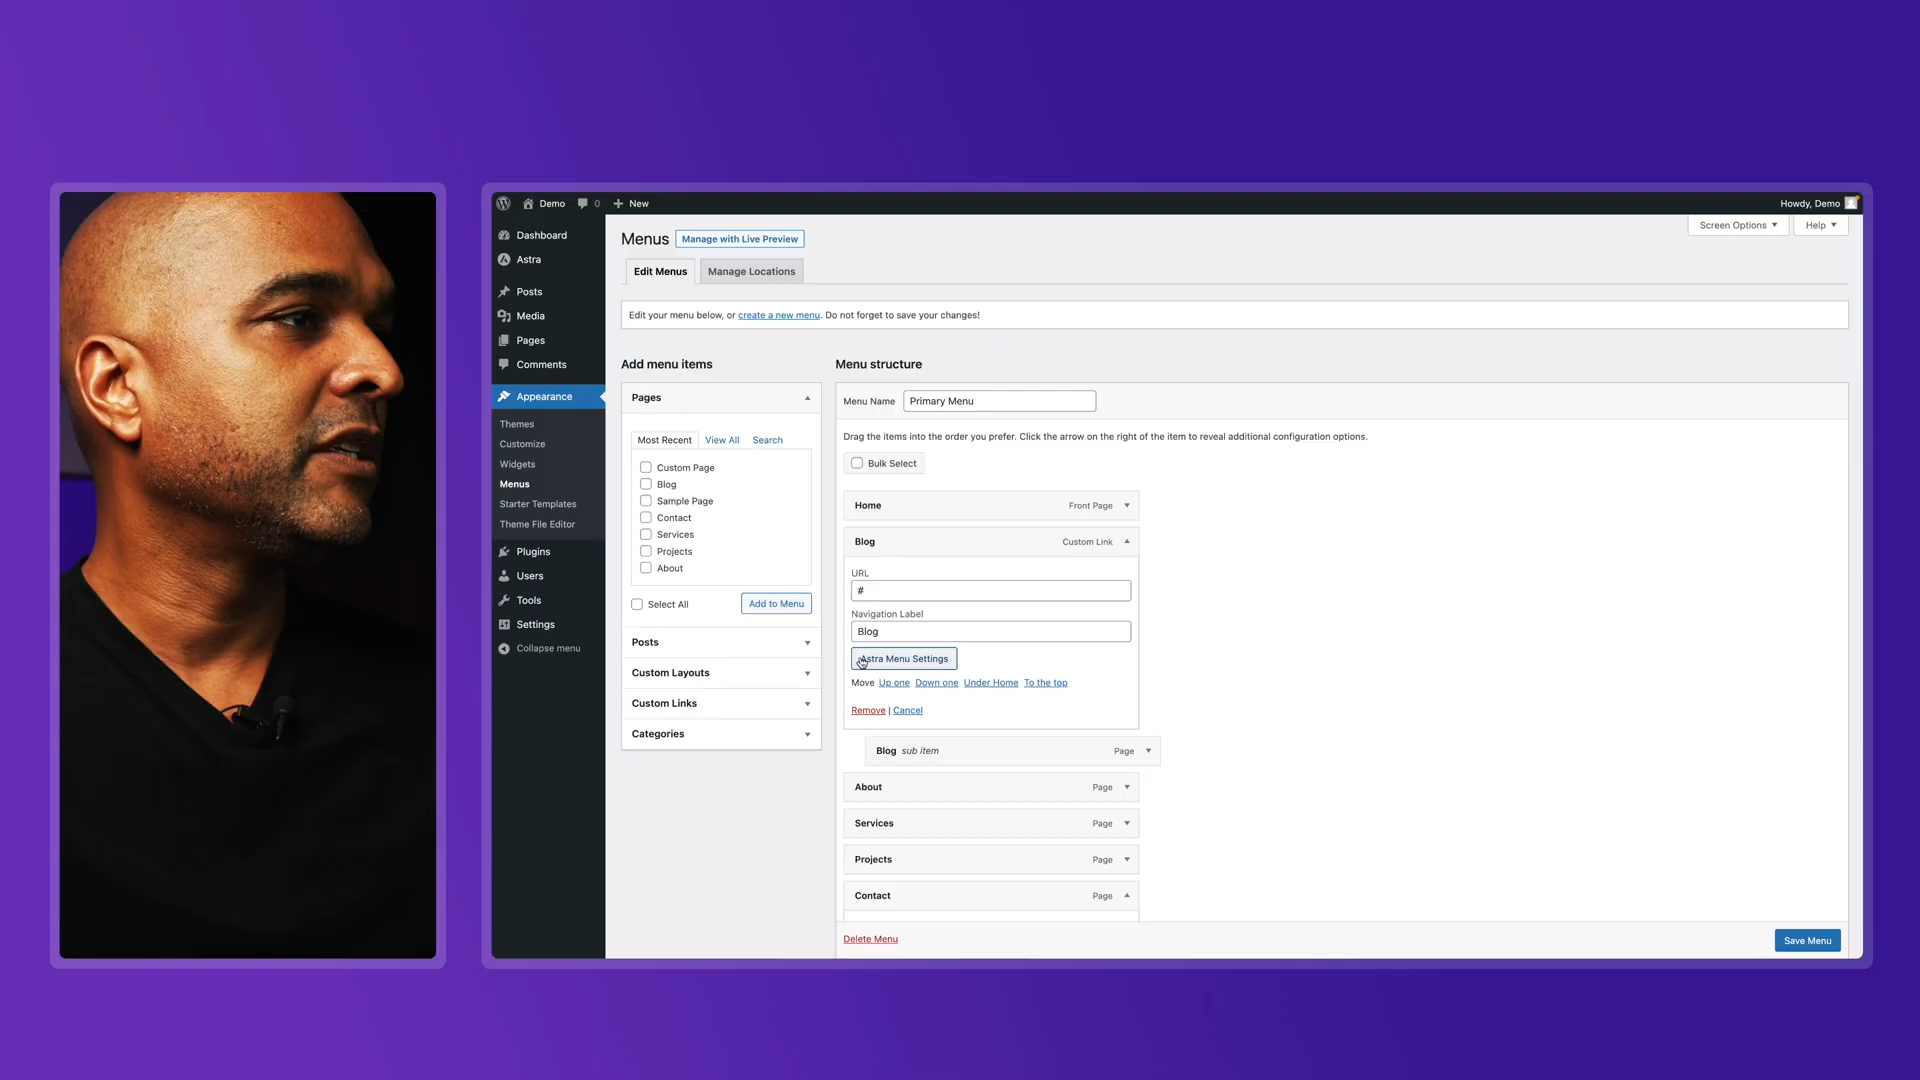 Demo 0 New Howdy, Demo
Dashboard
Astra
Posts
Media
Pages
Comments
Appearance
Themes
Customize
Widgets
Menus
Starter Templates
Theme File Editor
Plugins
Users
Tools
Settings
Collapse menu
Screen Options Help
Menus Manage with Live Preview
Edit Menus Manage Locations
Edit your menu below, or create a new menu. Do not forget to save your changes!
Add menu items
Pages
Most Recent View All Search
Custom Page
Blog
Sample Page
Contact
Services
Projects
About
Select All Add to Menu
Posts
Custom Layouts
Custom Links
Categories
Menu structure
Menu Name Primary Menu
Drag the items into the order you prefer. Click the arrow on the right of the item to reveal additional configuration options.
Bulk Select
Home Front Page
Blog Custom Link
URL
#
Navigation Label
Blog
Astra Menu Settings
Move Up one Down one Under Home To the top
Remove | Cancel
Blog sub item Page
About Page
Services Page
Projects Page
Contact Page
Delete Menu Save Menu